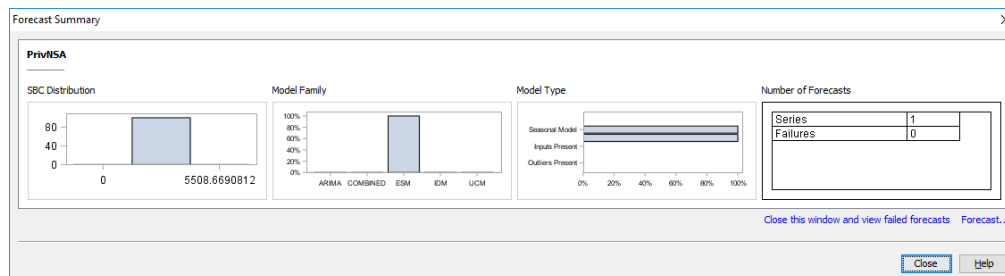 Forecast Summary
PrivNSA
SBC Distribution
80
40
0
0 5508.6690812
Model Family
100%
80%
60%
40%
20%
0%
ARIMA COMBINED ESM IDM UCM
Model Type
Seasonal Model
Inputs Present
Outliers Present
0% 20% 40% 60% 80% 100%
Number of Forecasts
Series 1
Failures 0
Close this window and view failed forecasts Forecast..
Close Help